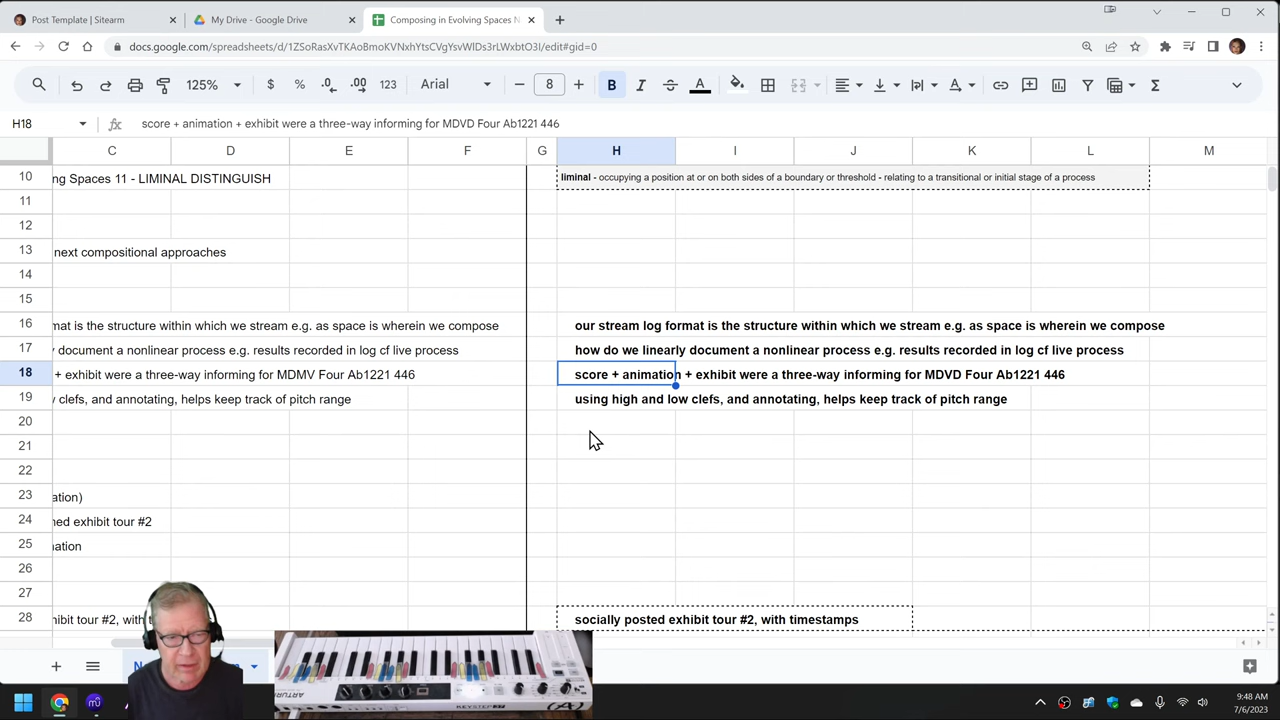 Post Template | Sitearm
My Drive - Google Drive
Composing in Evolving Spaces N
docs.google.com/spreadsheets/d/1ZSoRasXvTKAoBmoKVNxhYtsCVgYsvWlDs3rLWxbtO3I/edit#gid=0
125% $ % .0 .00 123 Arial 8 B I A
H18 fx score + animation + exhibit were a three-way informing for MDVD Four Ab1221 446
C D E F G H I J K L M
10 ng Spaces 11 - LIMINAL DISTINGUISH liminal - occupying a position at or on both sides of a boundary or threshold - relating to a transitional or initial stage of a process
11
12
13 next compositional approaches
14
15
16 mat is the structure within which we stream e.g. as space is wherein we compose our stream log format is the structure within which we stream e.g. as space is wherein we compose
17 document a nonlinear process e.g. results recorded in log cf live process how do we linearly document a nonlinear process e.g. results recorded in log cf live process
18 + exhibit were a three-way informing for MDMV Four Ab1221 446 score + animation + exhibit were a three-way informing for MDVD Four Ab1221 446
19 clefs, and annotating, helps keep track of pitch range using high and low clefs, and annotating, helps keep track of pitch range
20
21
22
23 ation)
24 ned exhibit tour #2
25 nation
26
27
28 hibit tour #2, with t socially posted exhibit tour #2, with timestamps
N
ARTURIA KEYSTEP 37
9:48 AM
7/6/2023